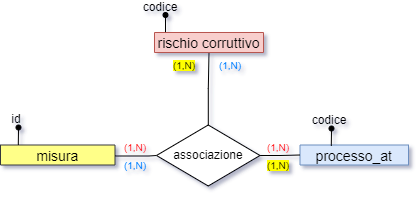 codice
rischio corruttivo
(1,N) (1,N)
id
codice
misura
(1,N)
(1,N)
associazione
(1,N)
(1,N)
processo_at